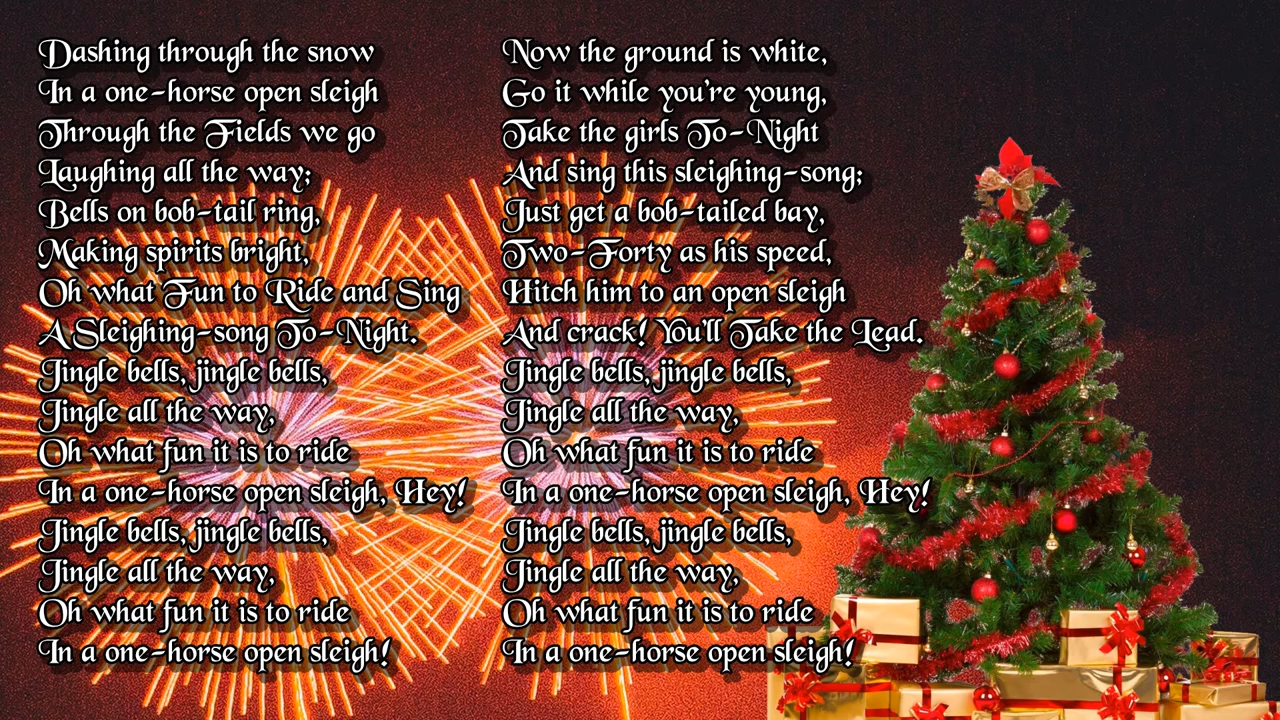 Dashing through the snow
In a one-horse open sleigh
Through the Fields we go
Laughing all the way;
Bells on bob-tail ring,
Making spirits bright,
Oh what Fun to Ride and Sing
A Sleighing-song To-Night.
Jingle bells, jingle bells,
Jingle all the way,
Oh what fun it is to ride
In a one-horse open sleigh, Hey!
Jingle bells, jingle bells,
Jingle all the way,
Oh what fun it is to ride
In a one-horse open sleigh!
Now the ground is white,
Go it while you're young,
Take the girls To-Night
And sing this sleighing-song;
Just get a bob-tailed bay,
Two-Forty as his speed,
Hitch him to an open sleigh
And crack! You'll Take the Lead.
Jingle bells, jingle bells,
Jingle all the way,
Oh what fun it is to ride
In a one-horse open sleigh, Hey!
Jingle bells, jingle bells,
Jingle all the way,
Oh what fun it is to ride
In a one-horse open sleigh!